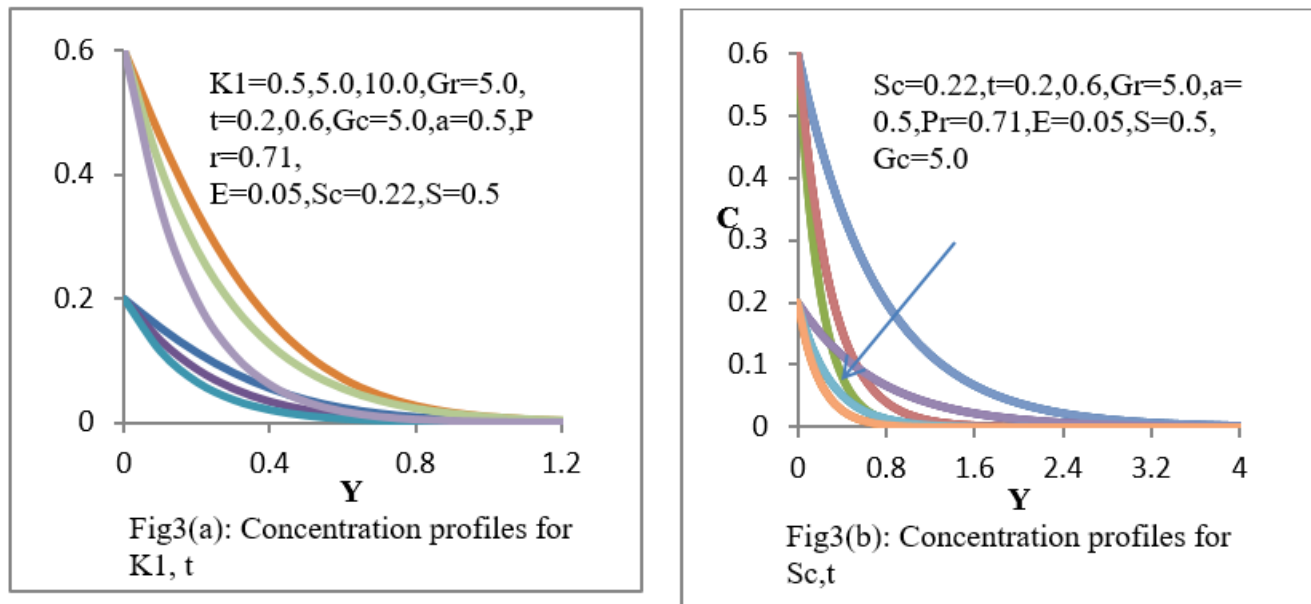 0.6
K1=0.5,5.0,10.0,Gr=5.0,
t=0.2,0.6,Gc=5.0,a=0.5,P
r=0.71,
E=0.05,Sc=0.22,S=0.5
0.4
0.2
0
0 0.4 0.8 1.2
Y
Fig3(a): Concentration profiles for
K1, t
0.6
Sc=0.22,t=0.2,0.6,Gr=5.0,a=
0.5,Pr=0.71,E=0.05,S=0.5,
Gc=5.0
0.5
0.4
C
0.3
0.2
0.1
0
0 0.8 1.6 2.4 3.2 4
Y
Fig3(b): Concentration profiles for
Sc,t